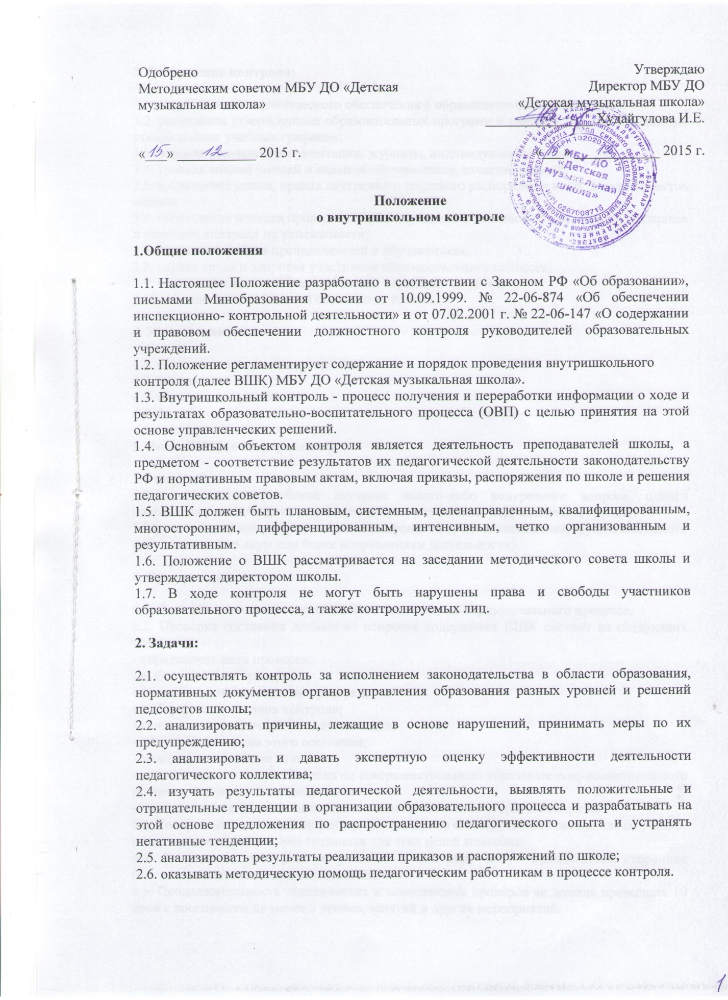 Одобрено
Методическим советом МБУ ДО «Детская
музыкальная школа»
« 15 » 12 2015 г.
Утверждаю
Директор МБУ ДО
«Детская музыкальная школа»
Худайгулова И.Е.
« 15 » 12 2015 г.
МБУ ДО
«Детская
музыкальная
школа»
Положение
о внутришкольном контроле
1.Общие положения
1.1. Настоящее Положение разработано в соответствии с Законом РФ «Об образовании»,
письмами Минобразования России от 10.09.1999. № 22-06-874 «Об обеспечении
инспекционно- контрольной деятельности» и от 07.02.2001 г. № 22-06-147 «О содержании
и правовом обеспечении должностного контроля руководителей образовательных
учреждений.
1.2. Положение регламентирует содержание и порядок проведения внутришкольного
контроля (далее ВШК) МБУ ДО «Детская музыкальная школа».
1.3. Внутришкольный контроль - процесс получения и переработки информации о ходе и
результатах образовательно-воспитательного процесса (ОВП) с целью принятия на этой
основе управленческих решений.
1.4. Основным объектом контроля является деятельность преподавателей школы, а
предметом - соответствие результатов их педагогической деятельности законодательству
РФ и нормативным правовым актам, включая приказы, распоряжения по школе и решения
педагогических советов.
1.5. ВШК должен быть плановым, системным, целенаправленным, квалифицированным,
многосторонним, дифференцированным, интенсивным, четко организованным и
результативным.
1.6. Положение о ВШК рассматривается на заседании методического совета школы и
утверждается директором школы.
1.7. В ходе контроля не могут быть нарушены права и свободы участников
образовательного процесса, а также контролируемых лиц.
2. Задачи:
2.1. осуществлять контроль за исполнением законодательства в области образования,
нормативных документов органов управления образования разных уровней и решений
педсоветов школы;
2.2. анализировать причины, лежащие в основе нарушений, принимать меры по их
предупреждению;
2.3. анализировать и давать экспертную оценку эффективности деятельности
педагогического коллектива;
2.4. изучать результаты педагогической деятельности, выявлять положительные и
отрицательные тенденции в организации образовательного процесса и разрабатывать на
этой основе предложения по распространению педагогического опыта и устранять
негативные тенденции;
2.5. анализировать результаты реализации приказов и распоряжений по школе;
2.6. оказывать методическую помощь педагогическим работникам в процессе контроля.
1